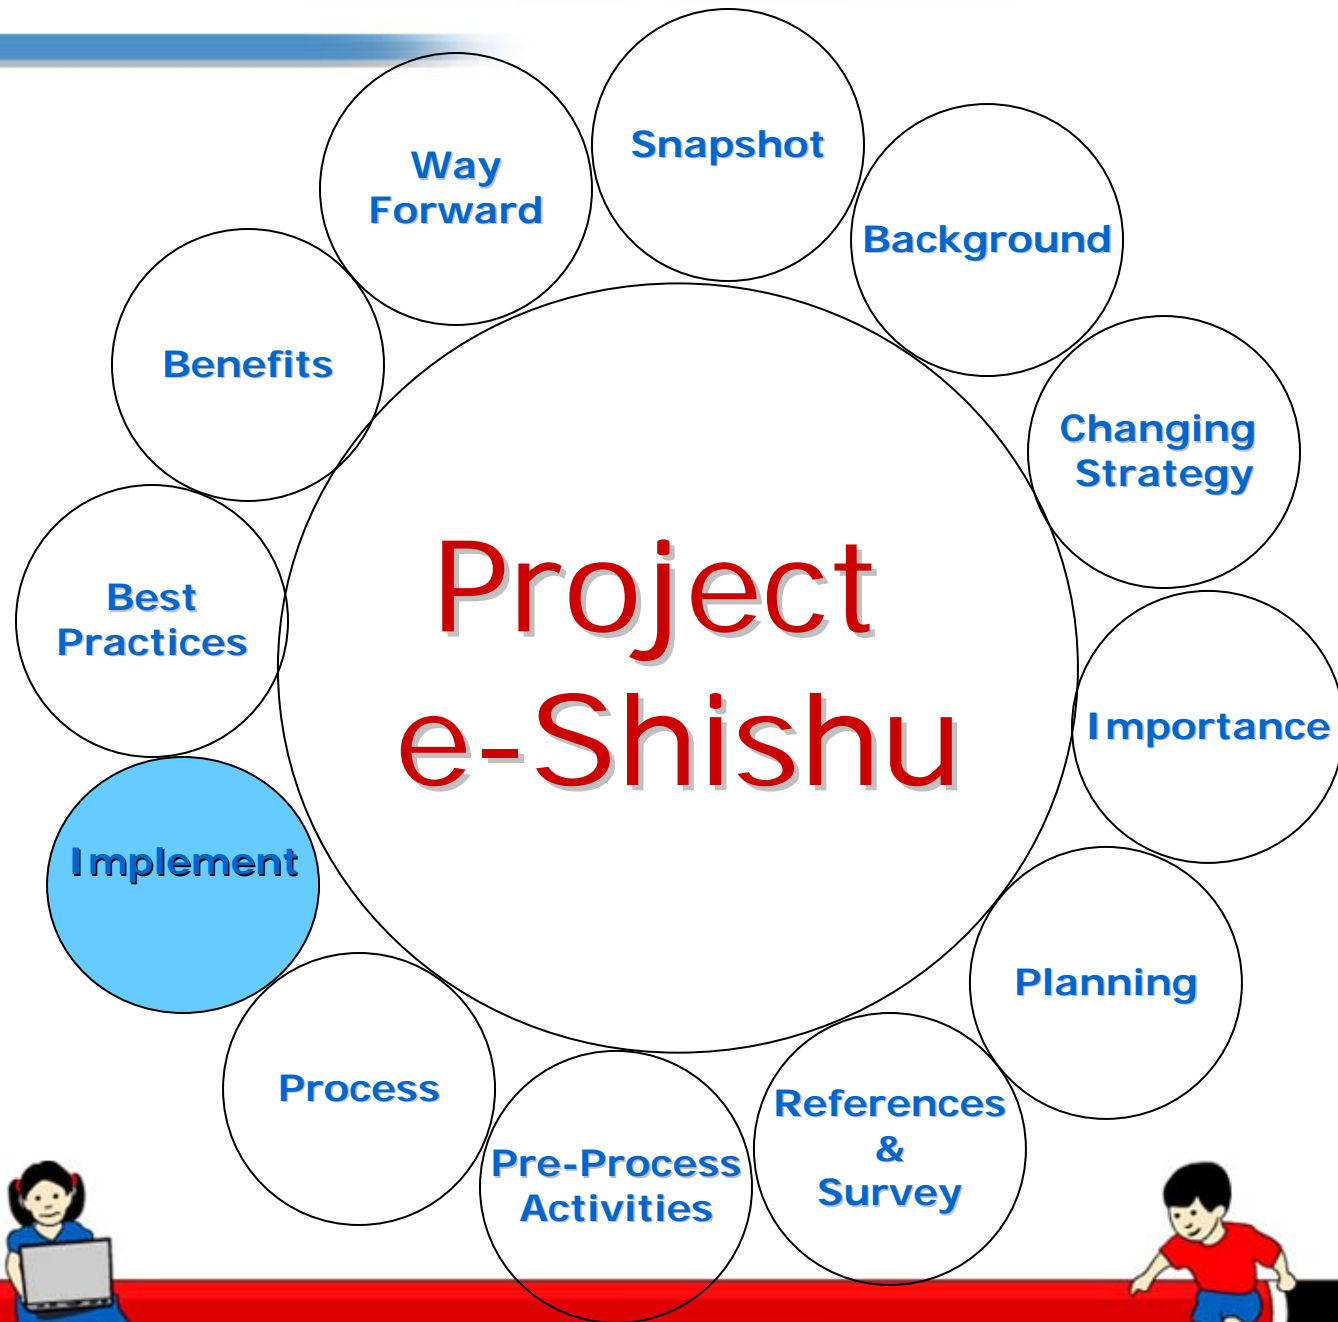 Snapshot
Background
Changing
Strategy
Importance
Planning
References
&
Survey
Pre-Process
Activities
Process
Implement
Best
Practices
Benefits
Way
Forward
Project
e-Shishu